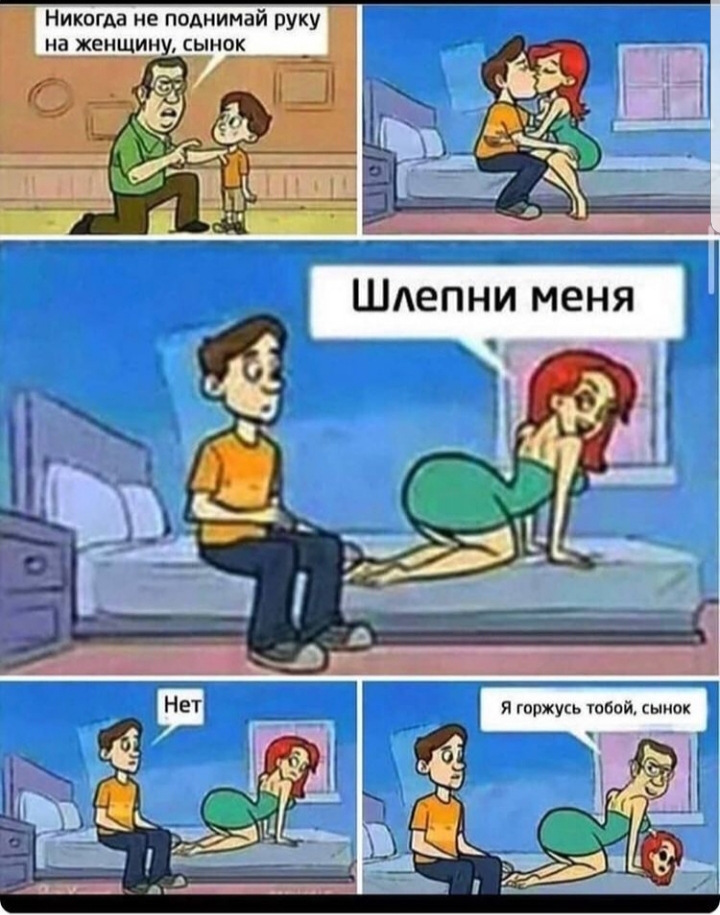 Никогда не поднимай руку
на женщину, сынок
Шлепни меня
Нет
Я горжусь тобой, сынок